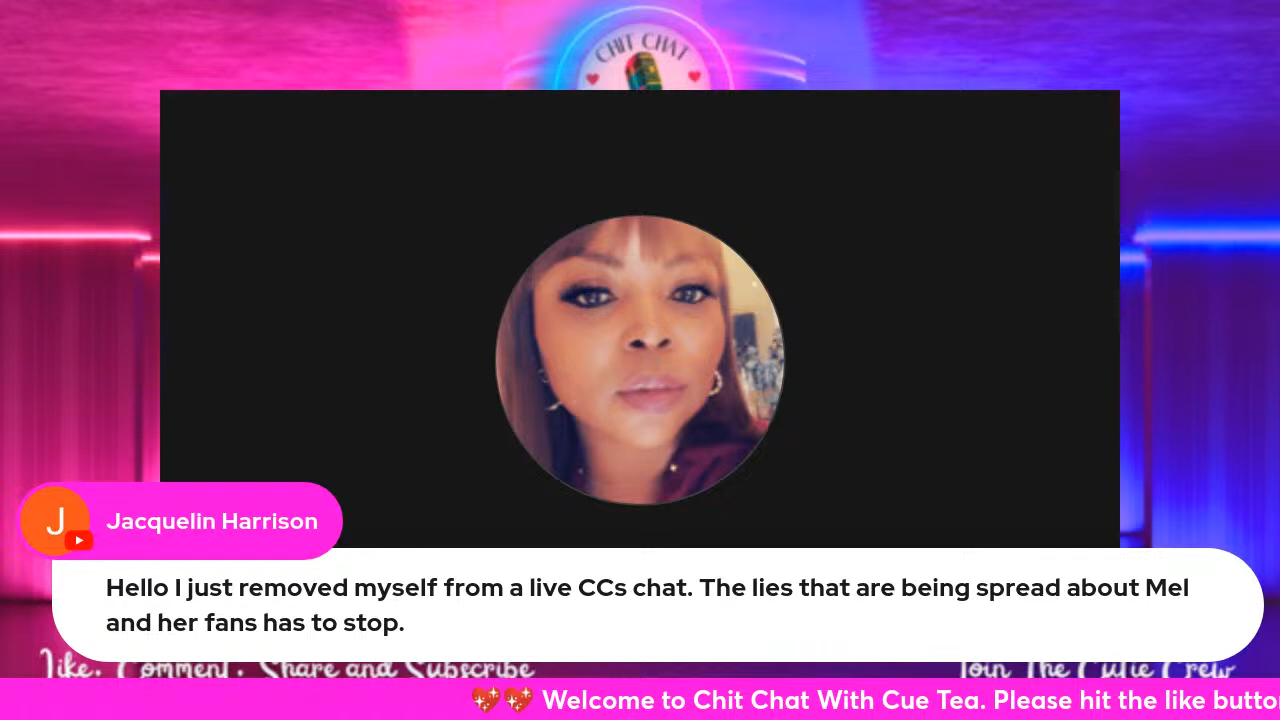 CHIT CHAT
J
Jacquelin Harrison
Hello I just removed myself from a live CCs chat. The lies that are being spread about Mel
and her fans has to stop.
Like. Comment. Share and Subscribe
Join The Cutie Crew
💖💖 Welcome to Chit Chat With Cue Tea. Please hit the like butto